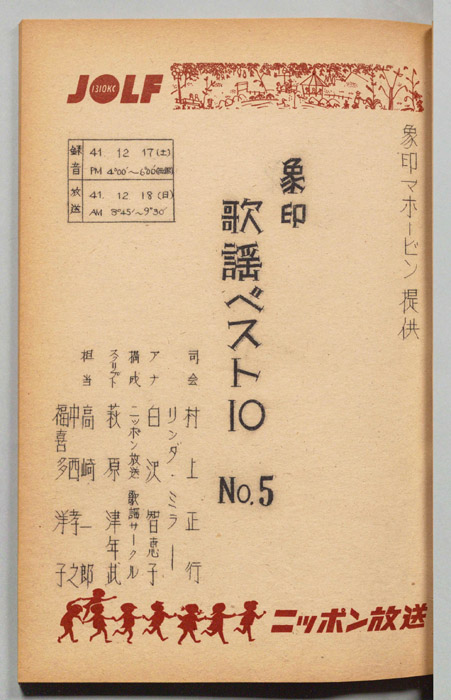 JOLF
1310KC
象印マホービン 提供
録音 41. 12 17(土)
PM 4°00'～6°00'
放送 41. 12 18(日)
AM 8°45'～9°30'
象印
歌謡ベスト10 No.5
司会 村上正行
リンダ・ミラー
アナ 白沢智恵子
構成 ニッポン放送歌謡サークル
スクリプト 萩原津年武
担当 高崎一郎
中西孝之
福喜多洋子
ニッポン放送